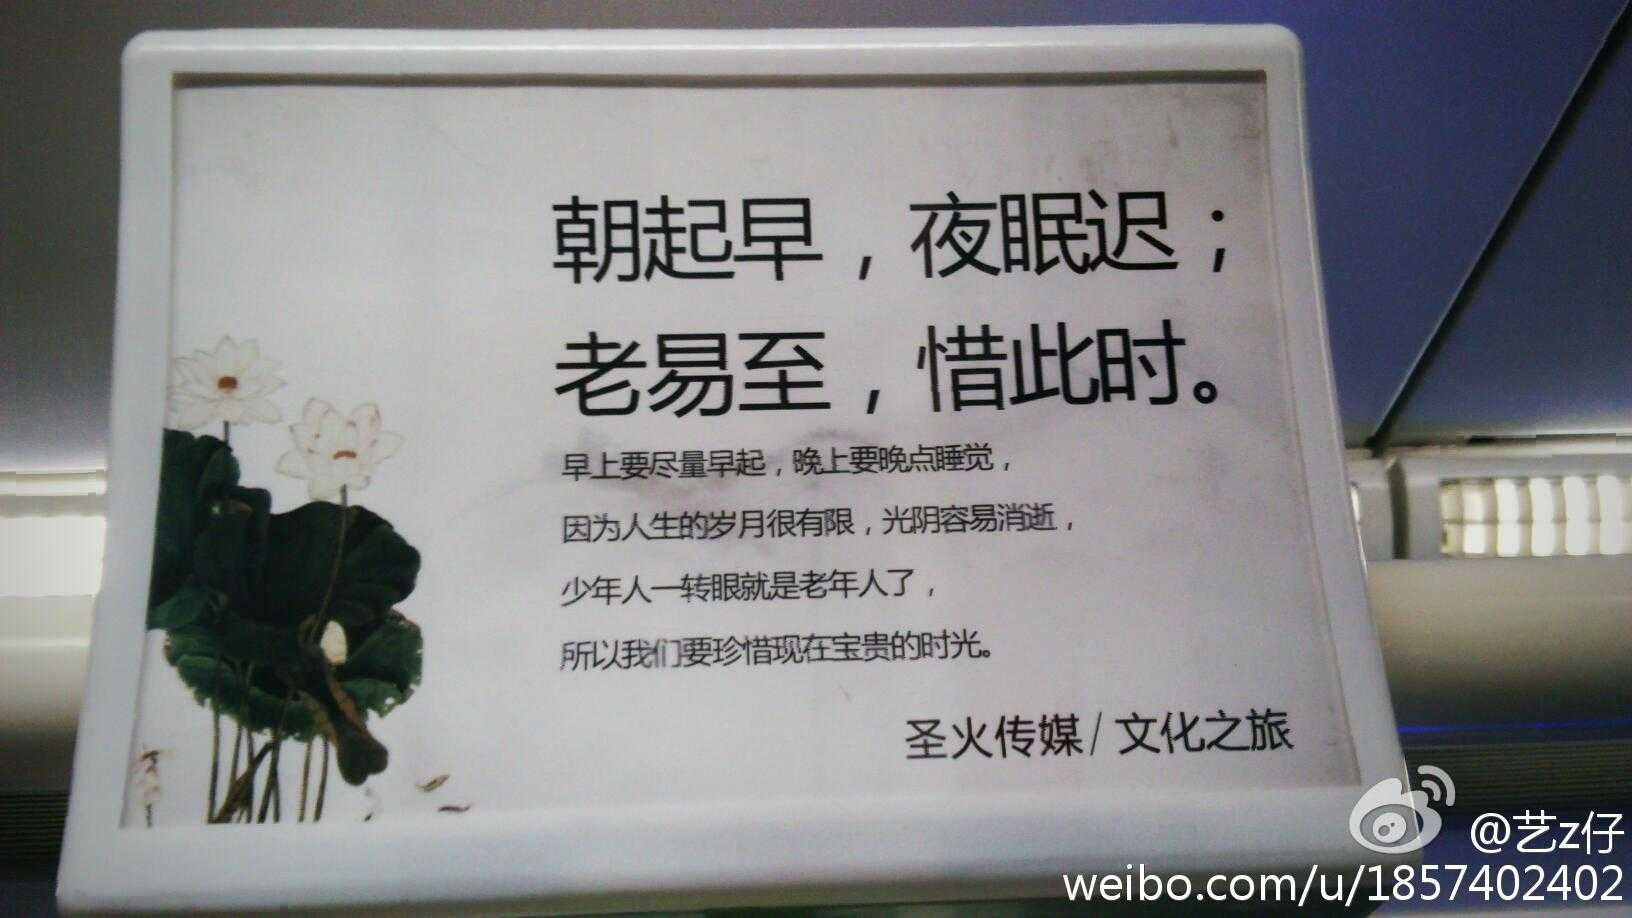 朝起早，夜眠迟；
老易至，惜此时。
早上要尽量早起，晚上要晚点睡觉，
因为人生的岁月很有限，光阴容易消逝，
少年人一转眼就是老年人了，
所以我们要珍惜现在宝贵的时光。
圣火传媒/文化之旅
@艺z仔
weibo.com/u/1857402402